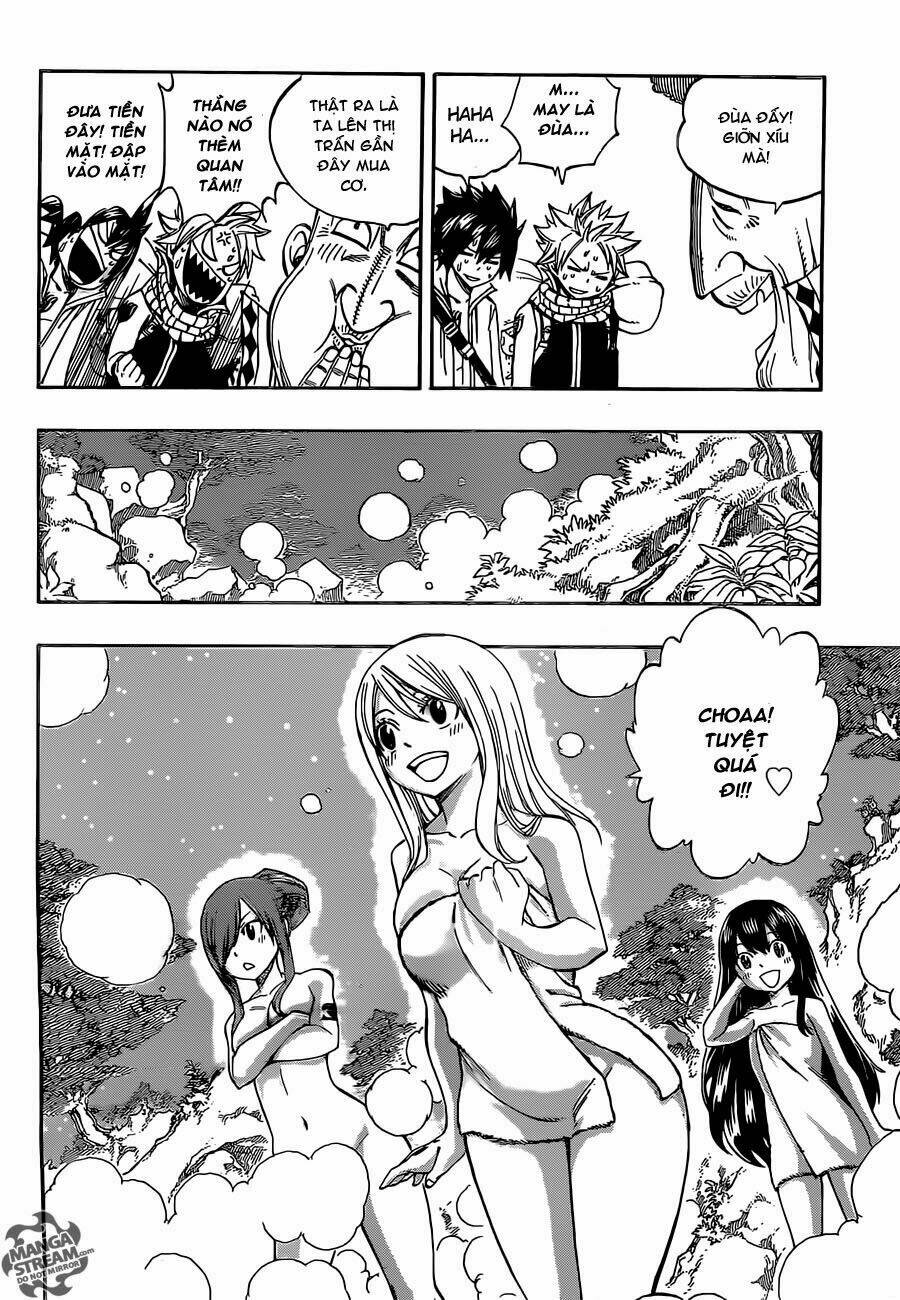 ĐÙA ĐẤY!
GIỠN XÍU
MÀ!
M...
MAY LÀ
ĐÙA...
HAHA
HA...
THẬT RA LÀ
TA LÊN THỊ
TRẤN GẦN
ĐÂY MUA
CƠ.
THẰNG
NÀO NÓ
THÈM
QUAN
TÂM!!
ĐƯA TIỀN
ĐÂY! TIỀN
MẶT! ĐẬP
VÀO MẶT!
CHOAA!
TUYỆT
QUÁ
ĐI!! ♡
MANGA
STREAM.com
DO NOT MIRROR!